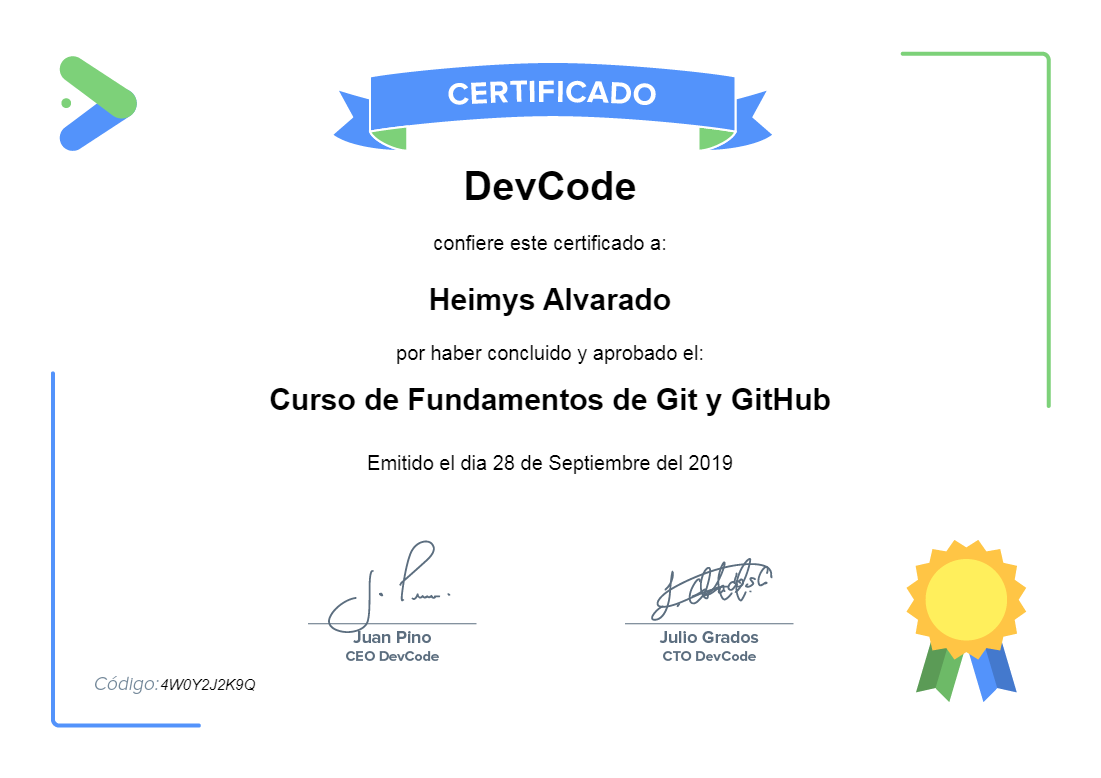 CERTIFICADO
DevCode
confiere este certificado a:
Heimys Alvarado
por haber concluido y aprobado el:
Curso de Fundamentos de Git y GitHub
Emitido el dia 28 de Septiembre del 2019
Juan Pino
CEO DevCode
Julio Grados
CTO DevCode
Código: 4W0Y2J2K9Q